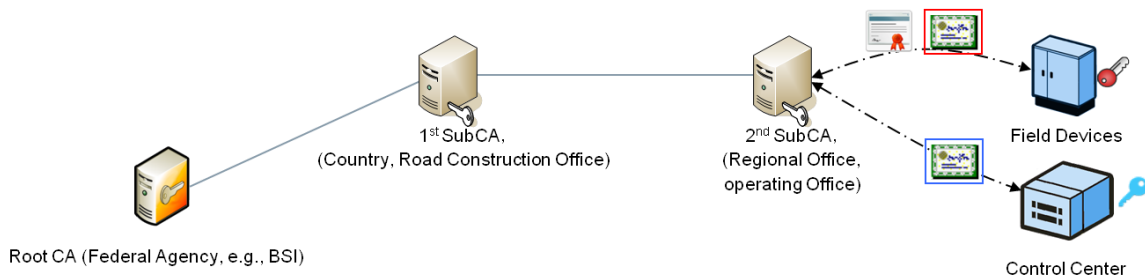 1st SubCA,
(Country, Road Construction Office)
2nd SubCA,
(Regional Office,
operating Office)
Field Devices
Root CA (Federal Agency, e.g., BSI)
Control Center